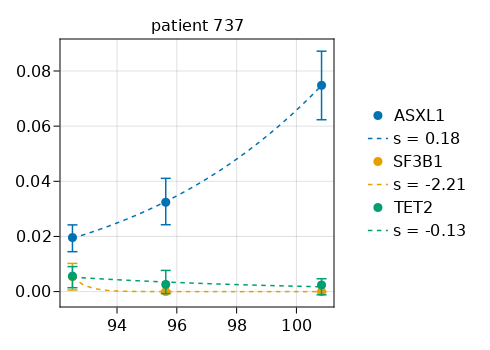 patient 737
0.08
0.06
0.04
0.02
0.00
94 96 98 100
ASXL1
s = 0.18
SF3B1
s = -2.21
TET2
s = -0.13